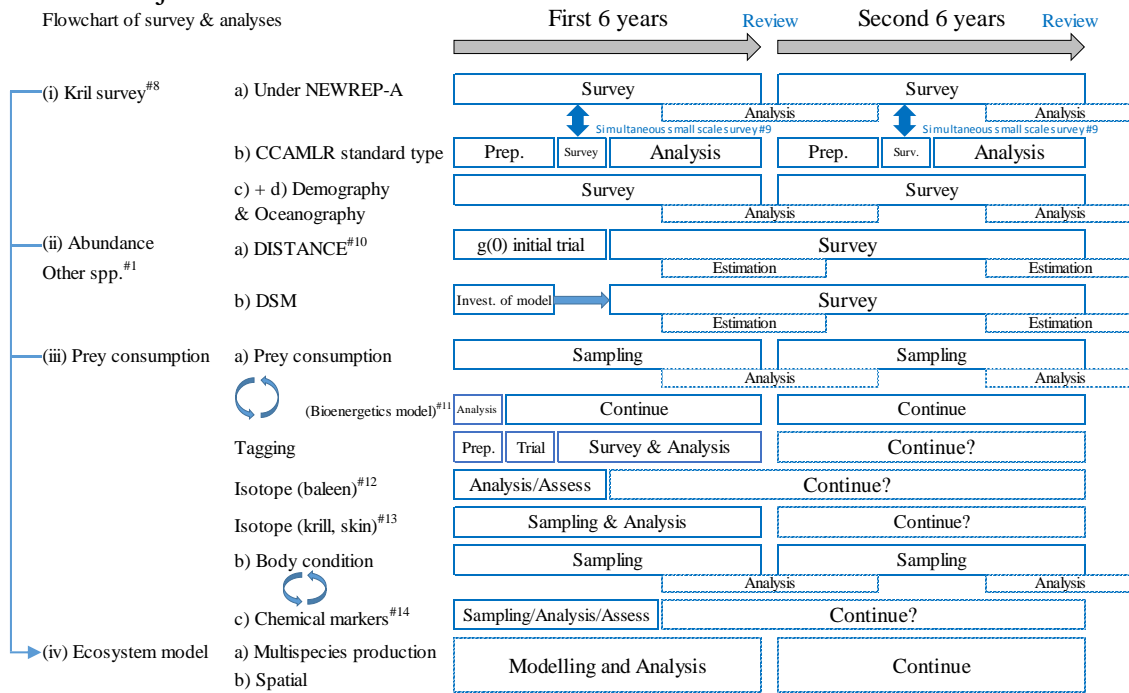 Flowchart of survey & analyses
First 6 years
Review
Second 6 years
Review
(i) Kril survey#8
a) Under NEWREP-A
Survey
Survey
Analysis
Analysis
Simultaneous small scale survey #9
Simultaneous small scale survey #9
b) CCAMLR standard type
Prep.
Survey
Analysis
Prep.
Surv.
Analysis
c) + d) Demography
& Oceanography
Survey
Survey
Analysis
Analysis
(ii) Abundance
Other spp.#1
a) DISTANCE#10
g(0) initial trial
Survey
Estimation
Estimation
b) DSM
Invest. of model
Survey
Estimation
Estimation
(iii) Prey consumption
a) Prey consumption
Sampling
Sampling
Analysis
Analysis
(Bioenergetics model)#11
Analysis
Continue
Continue
Tagging
Prep.
Trial
Survey & Analysis
Continue?
Isotope (baleen)#12
Analysis/Assess
Continue?
Isotope (krill, skin)#13
Sampling & Analysis
Continue?
b) Body condition
Sampling
Sampling
Analysis
Analysis
c) Chemical markers#14
Sampling/Analysis/Assess
Continue?
(iv) Ecosystem model
a) Multispecies production
b) Spatial
Modelling and Analysis
Continue